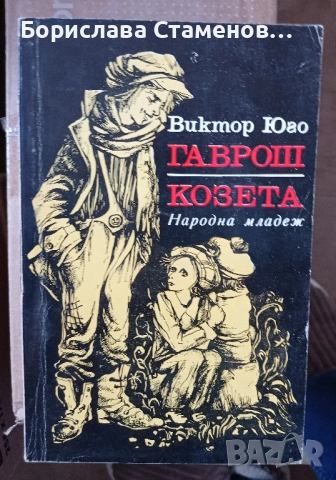 Борислава Стаменов...
Виктор Юго
ГАВРОШ
КОЗЕТА
Народна младеж
BAZAR